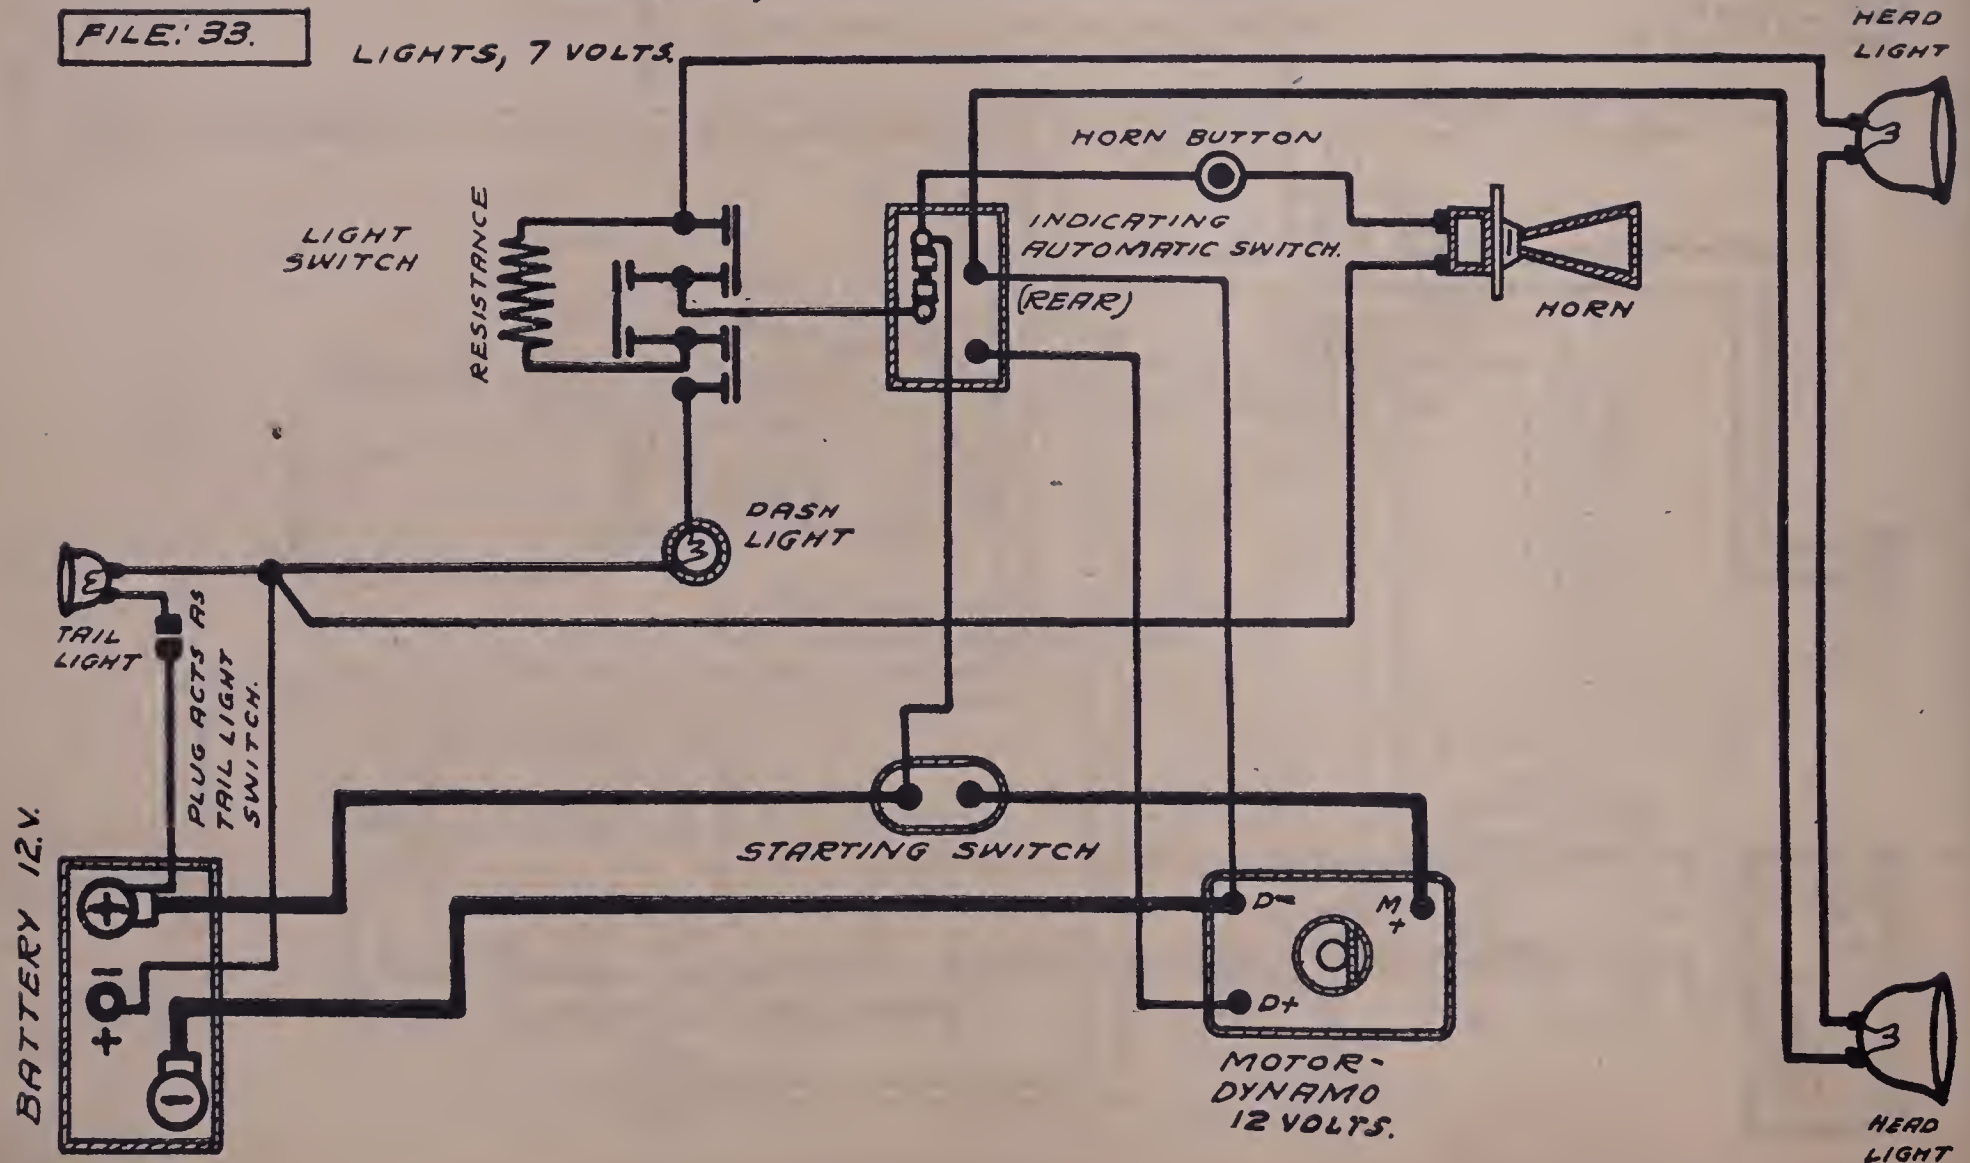 FILE: 33.
LIGHTS, 7 VOLTS.
HEAD
LIGHT
HORN BUTTON
LIGHT
SWITCH
RESISTANCE
INDICATING
AUTOMATIC SWITCH.
(REAR)
HORN
DASH
LIGHT
TAIL
LIGHT
PLUG ACTS AS
TAIL LIGHT
SWITCH.
STARTING SWITCH
BATTERY 12.V.
+
-
+
-
D-
M
+
D+
MOTOR-
DYNAMO
12 VOLTS.
HEAD
LIGHT